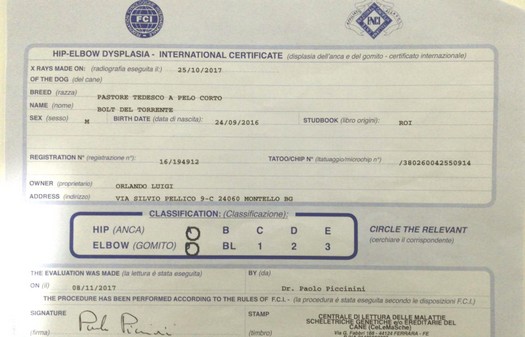 FCI
ENCI
HIP-ELBOW DYSPLASIA - INTERNATIONAL CERTIFICATE (displasia dell'anca e del gomito - certificato internazionale)
X RAYS MADE ON: (radiografia eseguita il:) 25/10/2017
OF THE DOG (del cane)
BREED (razza) PASTORE TEDESCO A PELO CORTO
NAME (nome) BOLT DEL TORRENTE
SEX (sesso) M BIRTH DATE (data di nascita): 24/09/2016 STUDBOOK (libro origini): ROI
REGISTRATION N° (registrazione n°): 16/194912 TATOO/CHIP N° (tatuaggio/microchip n°) /380260042550914
OWNER (proprietario) ORLANDO LUIGI
ADDRESS (indirizzo) VIA SILVIO PELLICO 9-C 24060 MONTELLO BG
CLASSIFICATION: (Classificazione):
HIP (ANCA) A B C D E CIRCLE THE RELEVANT
ELBOW (GOMITO) 0 BL 1 2 3 (cerchiare il corrispondente)
THE EVALUATION WAS MADE (la lettura è stata eseguita) BY (da)
ON (il) 08/11/2017 Dr. Paolo Piccinini
THE PROCEDURE HAS BEEN PERFORMED ACCORDING TO THE RULES OF F.C.I. - (la procedura è stata eseguita secondo le disposizioni F.C.I.)
SIGNATURE Paolo Piccinini STAMP CENTRALE DI LETTURA DELLE MALATTIE
SCHELETRICHE GENETICHE e/o EREDITARIE DEL
(firma) (timbro) CANE (CeLeMaSche)
Via G. Fabbri 194 - 44124 FERRARA - FE